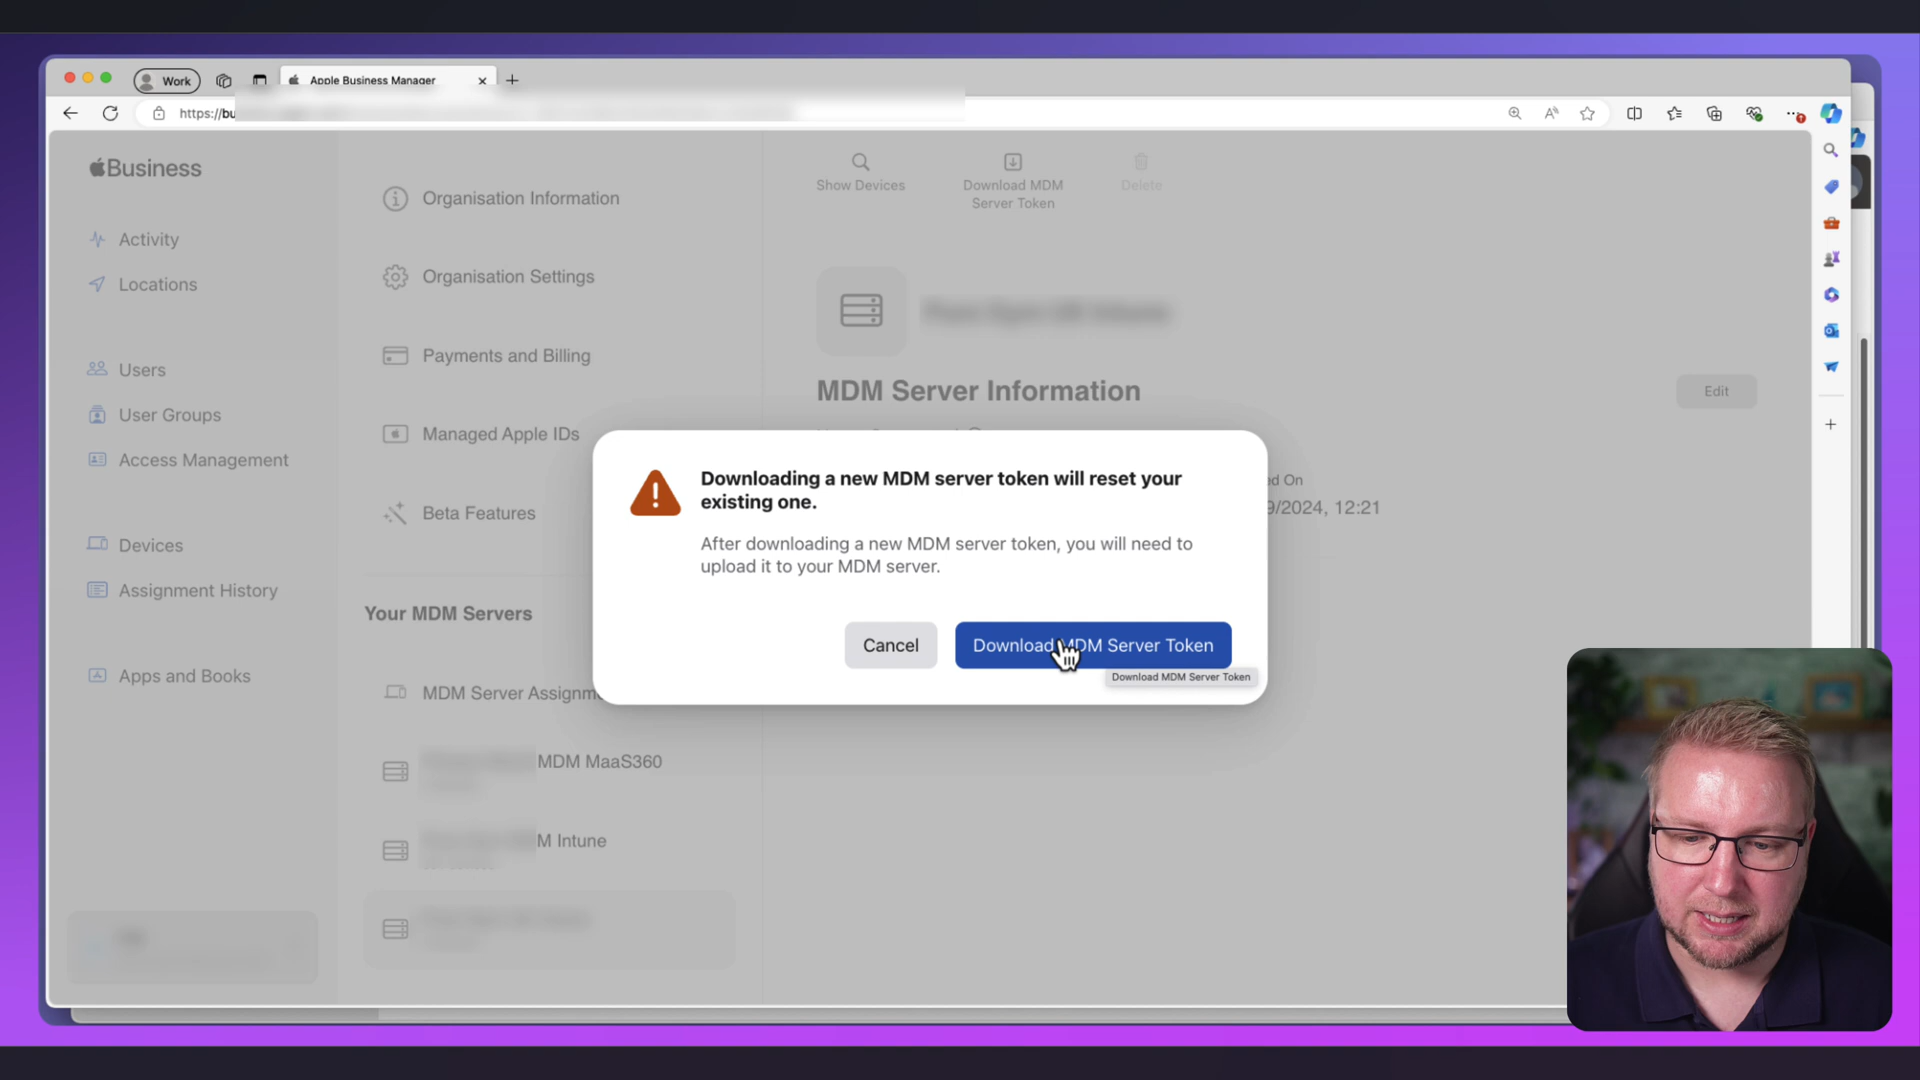 Work
Apple Business Manager
https://bu
Business
Activity
Locations
Users
User Groups
Access Management
Devices
Assignment History
Apps and Books
Organisation Information
Organisation Settings
Payments and Billing
Managed Apple IDs
Beta Features
Your MDM Servers
MDM Server Assignm
MDM MaaS360
M Intune
Show Devices
Download MDM
Server Token
Delete
MDM Server Information
Edit
ed On
9/2024, 12:21
Downloading a new MDM server token will reset your
existing one.
After downloading a new MDM server token, you will need to
upload it to your MDM server.
Cancel
Download MDM Server Token
Download MDM Server Token